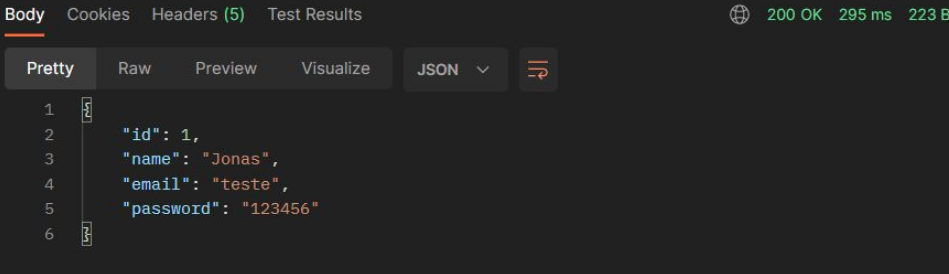 Body Cookies Headers (5) Test Results 200 OK 295 ms 223 B
Pretty Raw Preview Visualize JSON
1 {
2 "id": 1,
3 "name": "Jonas",
4 "email": "teste",
5 "password": "123456"
6 }